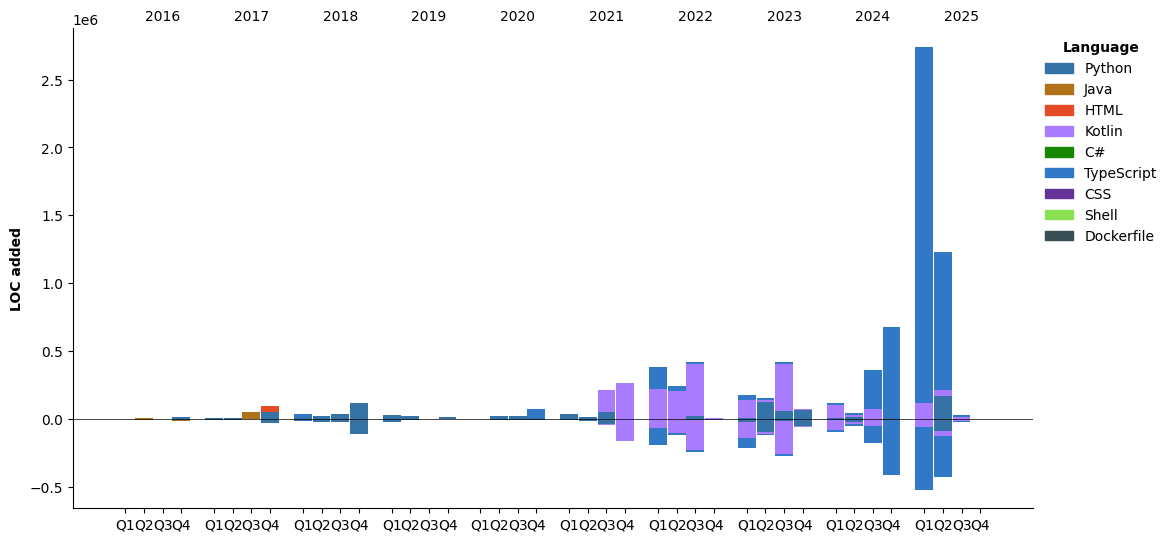 2016 2017 2018 2019 2020 2021 2022 2023 2024 2025
1e6
2.5
2.0
1.5
1.0
0.5
0.0
−0.5
LOC added
Q1Q2Q3Q4 Q1Q2Q3Q4 Q1Q2Q3Q4 Q1Q2Q3Q4 Q1Q2Q3Q4 Q1Q2Q3Q4 Q1Q2Q3Q4 Q1Q2Q3Q4 Q1Q2Q3Q4 Q1Q2Q3Q4
Language
Python
Java
HTML
Kotlin
C#
TypeScript
CSS
Shell
Dockerfile